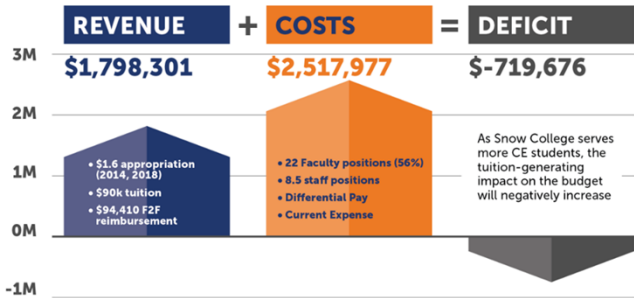 REVENUE + COSTS = DEFICIT
$1,798,301 $2,517,977 $-719,676
3M
2M
1M
0M
-1M
• $1.6 appropriation
(2014, 2018)
• $90k tuition
• $94,410 F2F
reimbursement
• 22 Faculty positions (56%)
• 8.5 staff positions
• Differential Pay
• Current Expense
As Snow College serves
more CE students, the
tuition-generating
impact on the budget
will negatively increase